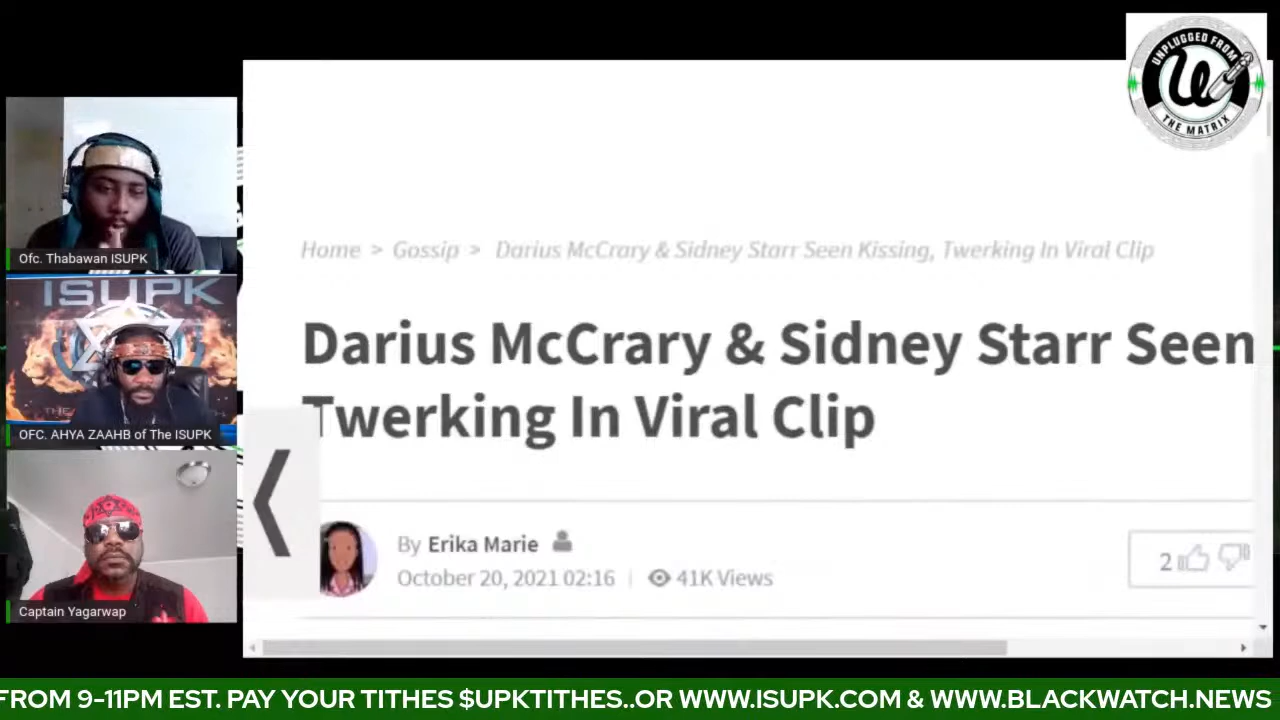 UNPLUGGED FROM
THE MATRIX
Home > Gossip > Darius McCrary & Sidney Starr Seen Kissing, Twerking In Viral Clip
Darius McCrary & Sidney Starr Seen
Twerking In Viral Clip
By Erika Marie
October 20, 2021 02:16 | 41K Views
2
Ofc. Thabawan ISUPK
ISUPK
THE
OFC. AHYA ZAAHB of The ISUPK
Captain Yagarwap
FROM 9-11PM EST. PAY YOUR TITHES $UPKTITHES..OR WWW.ISUPK.COM & WWW.BLACKWATCH.NEWS